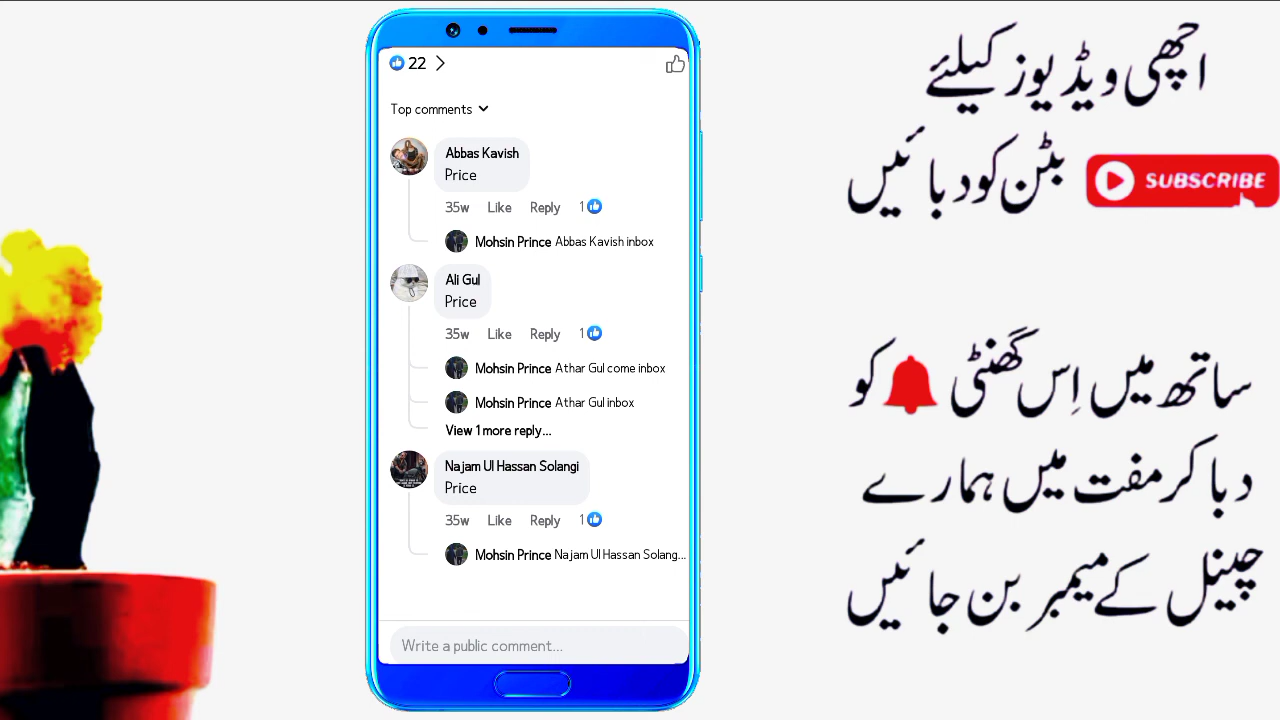 22
Top comments
Abbas Kavish
Price
35w Like Reply 1
Mohsin Prince Abbas Kavish inbox
Ali Gul
Price
35w Like Reply 1
Mohsin Prince Athar Gul come inbox
Mohsin Prince Athar Gul inbox
View 1 more reply...
Najam Ul Hassan Solangi
Price
35w Like Reply 1
Mohsin Prince Najam Ul Hassan Solang...
Write a public comment...
اچھی ویڈیوز کیلئے
SUBSCRIBE بٹن کو دبائیں
ساتھ میں اِس گھنٹی کو
دبا کر مفت میں ہمارے
چینل کے میمبر بن جائیں